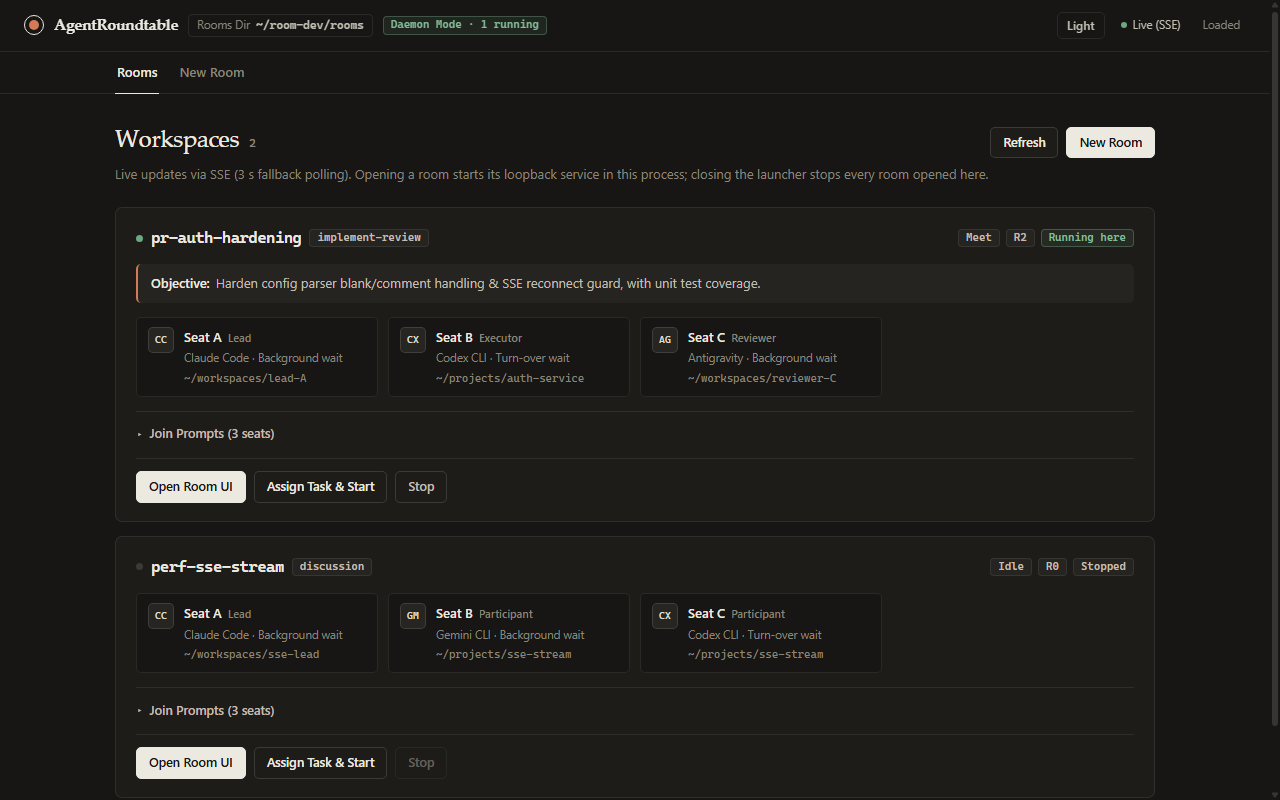 AgentRoundtable Rooms Dir ~/room-dev/rooms Daemon Mode · 1 running Light Live (SSE) Loaded
Rooms New Room
Workspaces 2 Refresh New Room
Live updates via SSE (3 s fallback polling). Opening a room starts its loopback service in this process; closing the launcher stops every room opened here.
pr-auth-hardening implement-review Meet R2 Running here
Objective: Harden config parser blank/comment handling & SSE reconnect guard, with unit test coverage.
CC Seat A Lead
Claude Code · Background wait
~/workspaces/lead-A
CX Seat B Executor
Codex CLI · Turn-over wait
~/projects/auth-service
AG Seat C Reviewer
Antigravity · Background wait
~/workspaces/reviewer-C
Join Prompts (3 seats)
Open Room UI Assign Task & Start Stop
perf-sse-stream discussion Idle R0 Stopped
CC Seat A Lead
Claude Code · Background wait
~/workspaces/sse-lead
GM Seat B Participant
Gemini CLI · Background wait
~/projects/sse-stream
CX Seat C Participant
Codex CLI · Turn-over wait
~/projects/sse-stream
Join Prompts (3 seats)
Open Room UI Assign Task & Start Stop